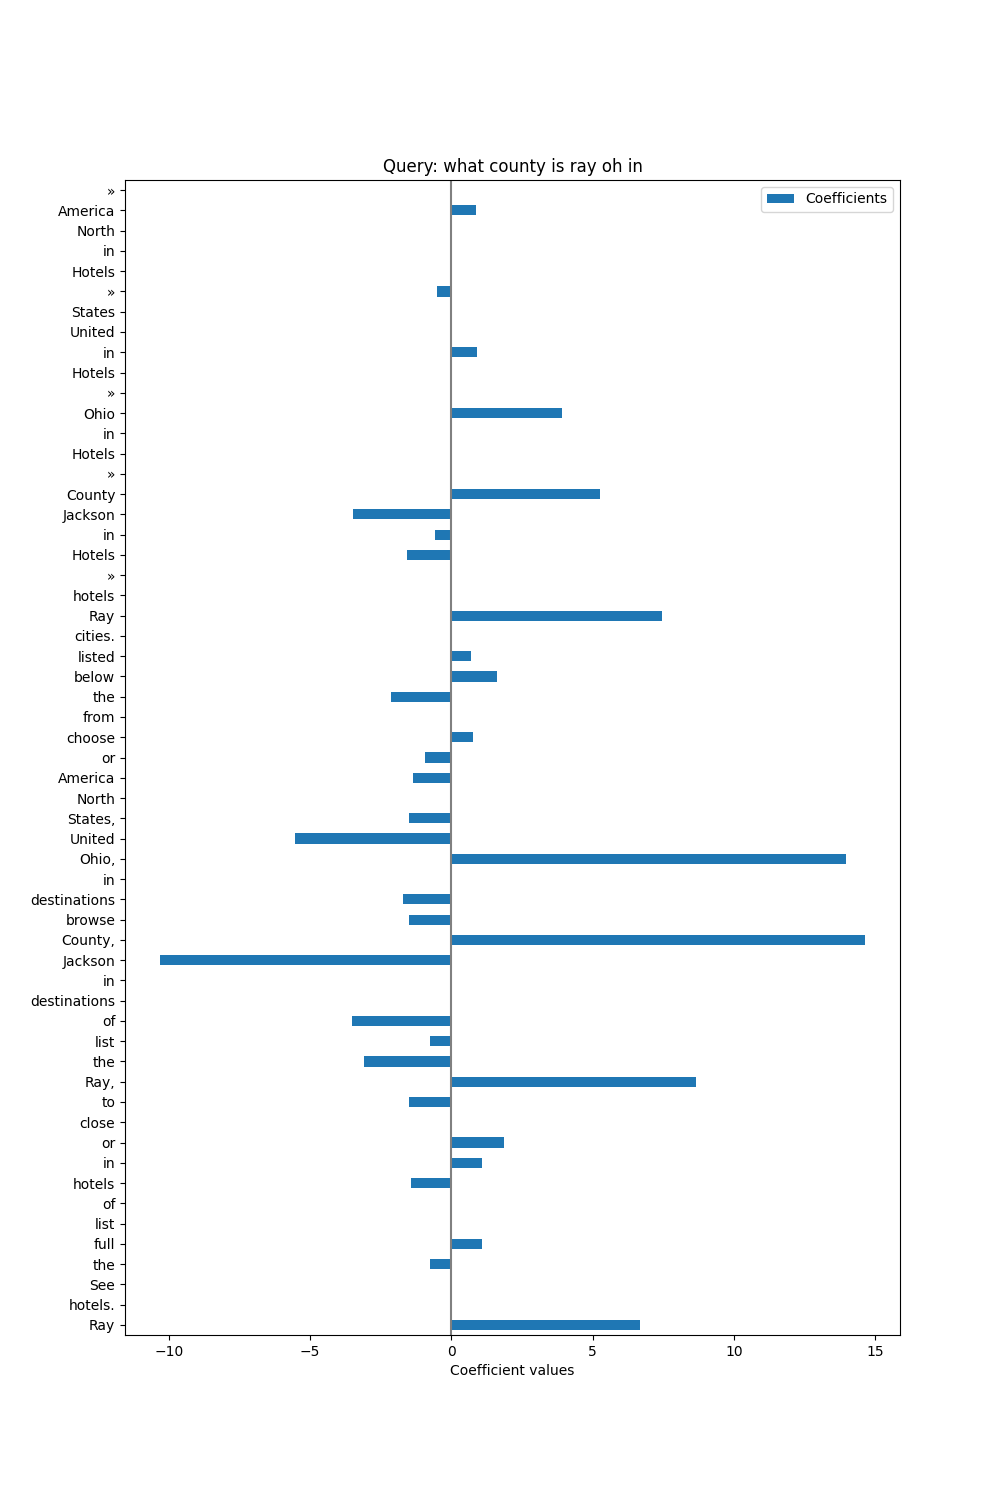 Query: what county is ray oh in
Coefficients
»
America
North
in
Hotels
»
States
United
in
Hotels
»
Ohio
in
Hotels
»
County
Jackson
in
Hotels
»
hotels
Ray
cities.
listed
below
the
from
choose
or
America
North
States,
United
Ohio,
in
destinations
browse
County,
Jackson
in
destinations
of
list
the
Ray,
to
close
or
in
hotels
of
list
full
the
See
hotels.
Ray
−10 −5 0 5 10 15
Coefficient values